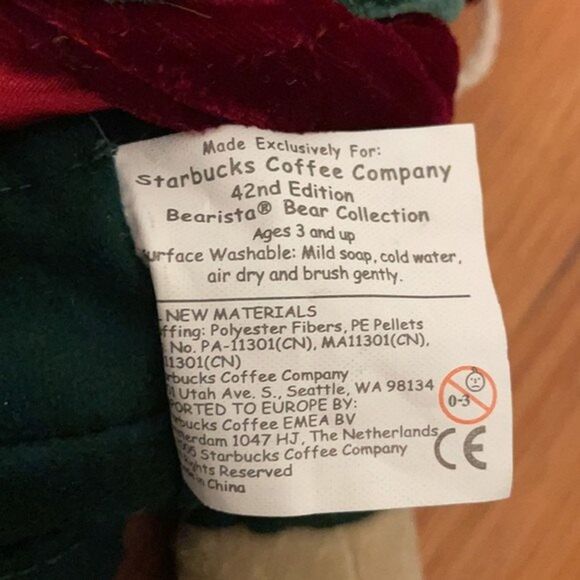 Made Exclusively For:
Starbucks Coffee Company
42nd Edition
Bearista® Bear Collection
Ages 3 and up
urface Washable: Mild soap, cold water,
air dry and brush gently.
NEW MATERIALS
ffing: Polyester Fibers, PE Pellets
No. PA-11301(CN), MA11301(CN),
11301(CN)
rbucks Coffee Company
1 Utah Ave. S., Seattle, WA 98134
PORTED TO EUROPE BY:
bucks Coffee EMEA BV
terdam 1047 HJ, The Netherlands
Starbucks Coffee Company
ights Reserved
in China
0-3
CE